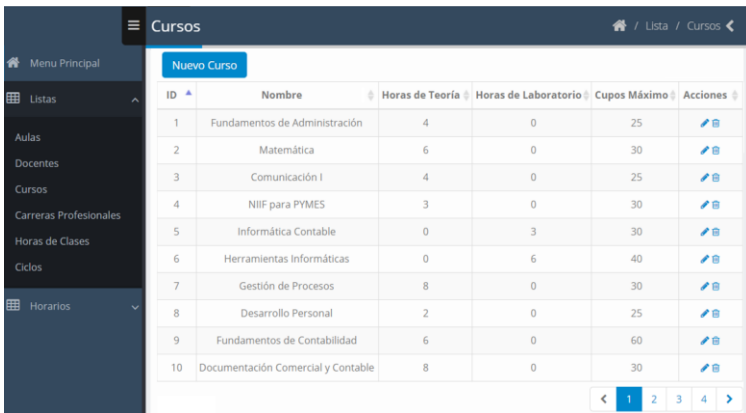 Cursos
/ Lista / Cursos
Menu Principal
Listas
Aulas
Docentes
Cursos
Carreras Profesionales
Horas de Clases
Ciclos
Horarios
Nuevo Curso
ID Nombre Horas de Teoría Horas de Laboratorio Cupos Máximo Acciones
1 Fundamentos de Administración 4 0 25
2 Matemática 6 0 30
3 Comunicación I 4 0 25
4 NIIF para PYMES 3 0 30
5 Informática Contable 0 3 30
6 Herramientas Informáticas 0 6 40
7 Gestión de Procesos 8 0 30
8 Desarrollo Personal 2 0 25
9 Fundamentos de Contabilidad 6 0 60
10 Documentación Comercial y Contable 8 0 30
1 2 3 4